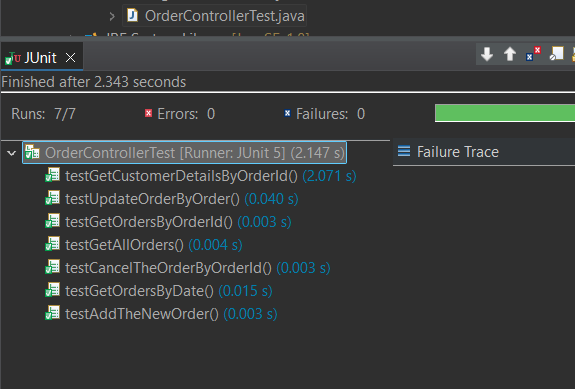 OrderControllerTest.java
JUnit
Finished after 2.343 seconds
Runs: 7/7 Errors: 0 Failures: 0
OrderControllerTest [Runner: JUnit 5] (2.147 s)
Failure Trace
testGetCustomerDetailsByOrderId() (2.071 s)
testUpdateOrderByOrder() (0.040 s)
testGetOrdersByOrderId() (0.003 s)
testGetAllOrders() (0.004 s)
testCancelTheOrderByOrderId() (0.003 s)
testGetOrdersByDate() (0.015 s)
testAddTheNewOrder() (0.003 s)